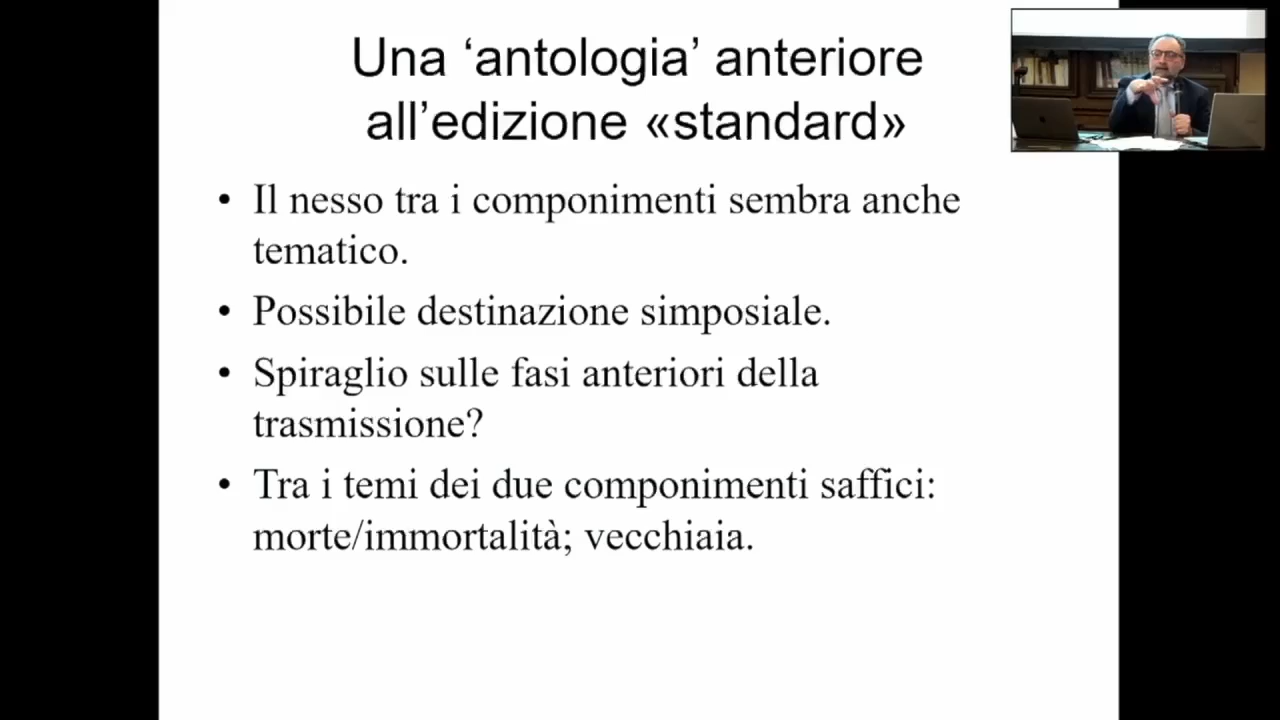 Una ‘antologia’ anteriore
all’edizione «standard»
• Il nesso tra i componimenti sembra anche
tematico.
• Possibile destinazione simposiale.
• Spiraglio sulle fasi anteriori della
trasmissione?
• Tra i temi dei due componimenti saffici:
morte/immortalità; vecchiaia.